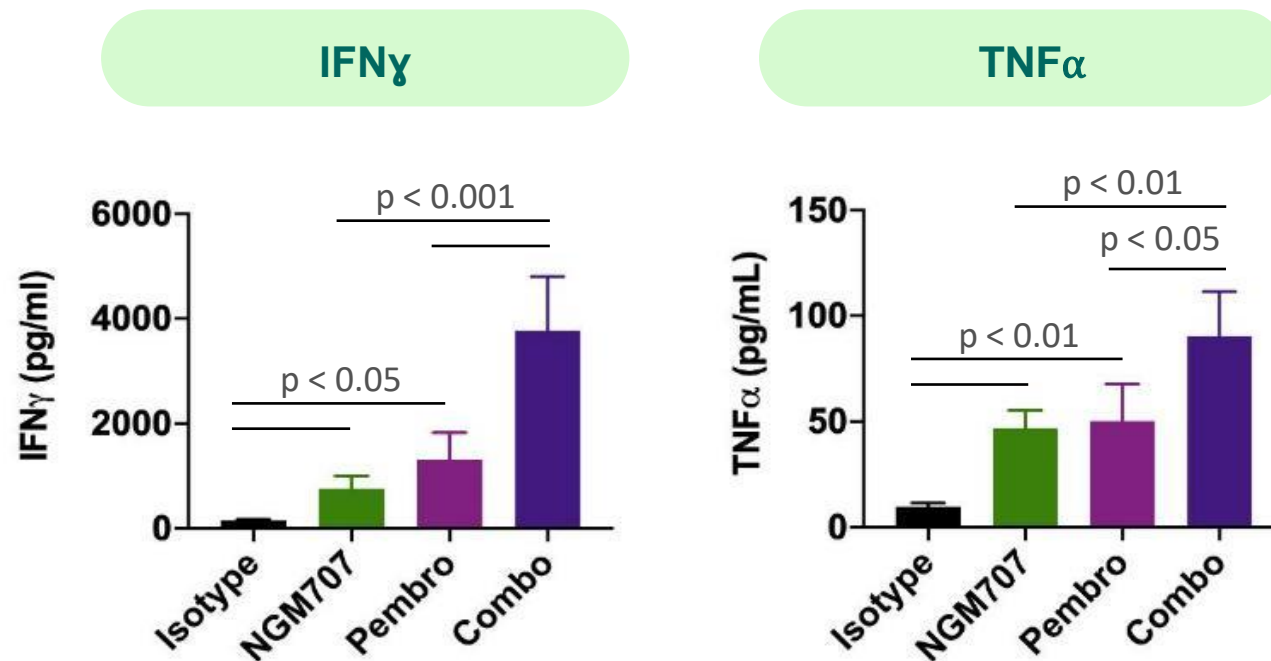 IFNɣ
TNFα
p < 0.001
p < 0.05
IFNγ (pg/ml)
6000
4000
2000
0
Isotype
NGM707
Pembro
Combo
p < 0.01
p < 0.05
p < 0.01
TNFα (pg/mL)
150
100
50
0
Isotype
NGM707
Pembro
Combo